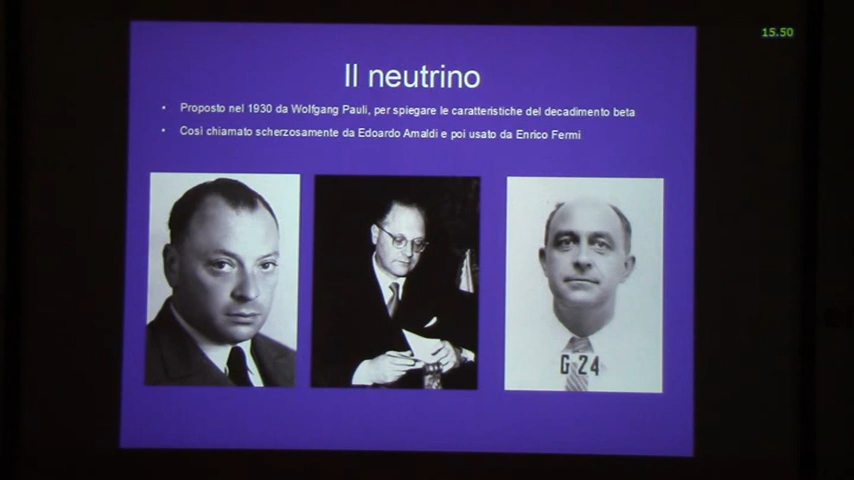 15.50
Il neutrino
• Proposto nel 1930 da Wolfgang Pauli, per spiegare le caratteristiche del decadimento beta
• Così chiamato scherzosamente da Edoardo Amaldi e poi usato da Enrico Fermi
G 24